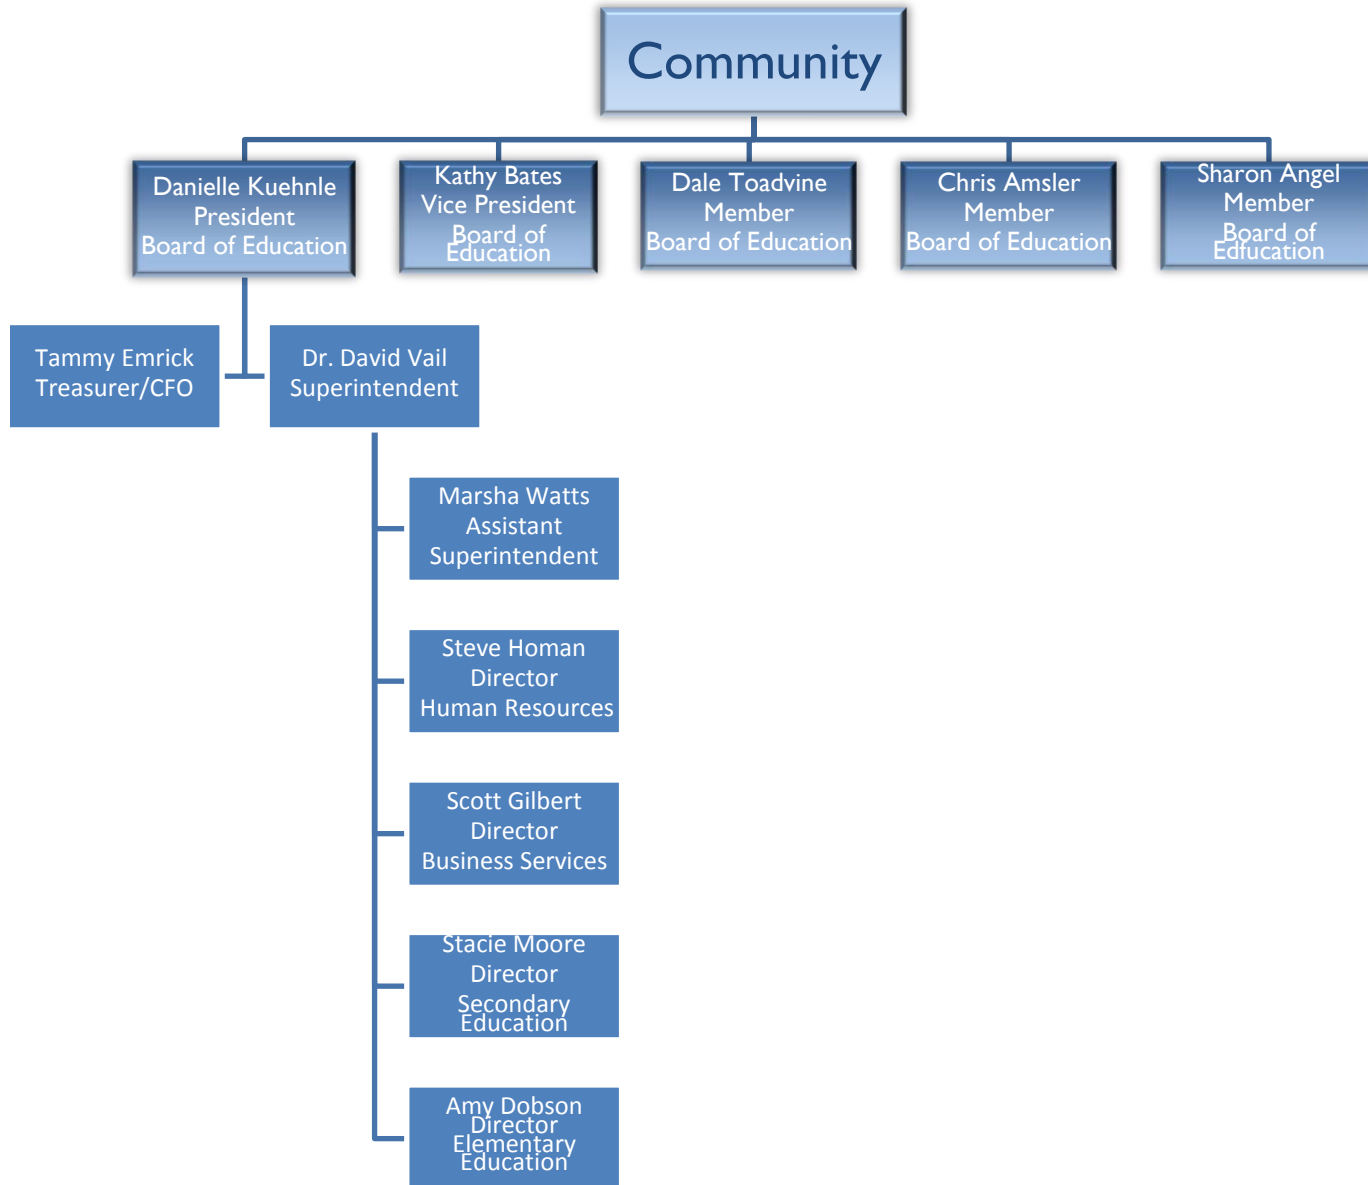 Community
Danielle Kuehnle
President
Board of Education
Kathy Bates
Vice President
Board of
Education
Dale Toadvine
Member
Board of Education
Chris Amsler
Member
Board of Education
Sharon Angel
Member
Board of
Edfucation
Tammy Emrick
Treasurer/CFO
Dr. David Vail
Superintendent
Marsha Watts
Assistant
Superintendent
Steve Homan
Director
Human Resources
Scott Gilbert
Director
Business Services
Stacie Moore
Director
Secondary
Education
Amy Dobson
Director
Elementary
Education